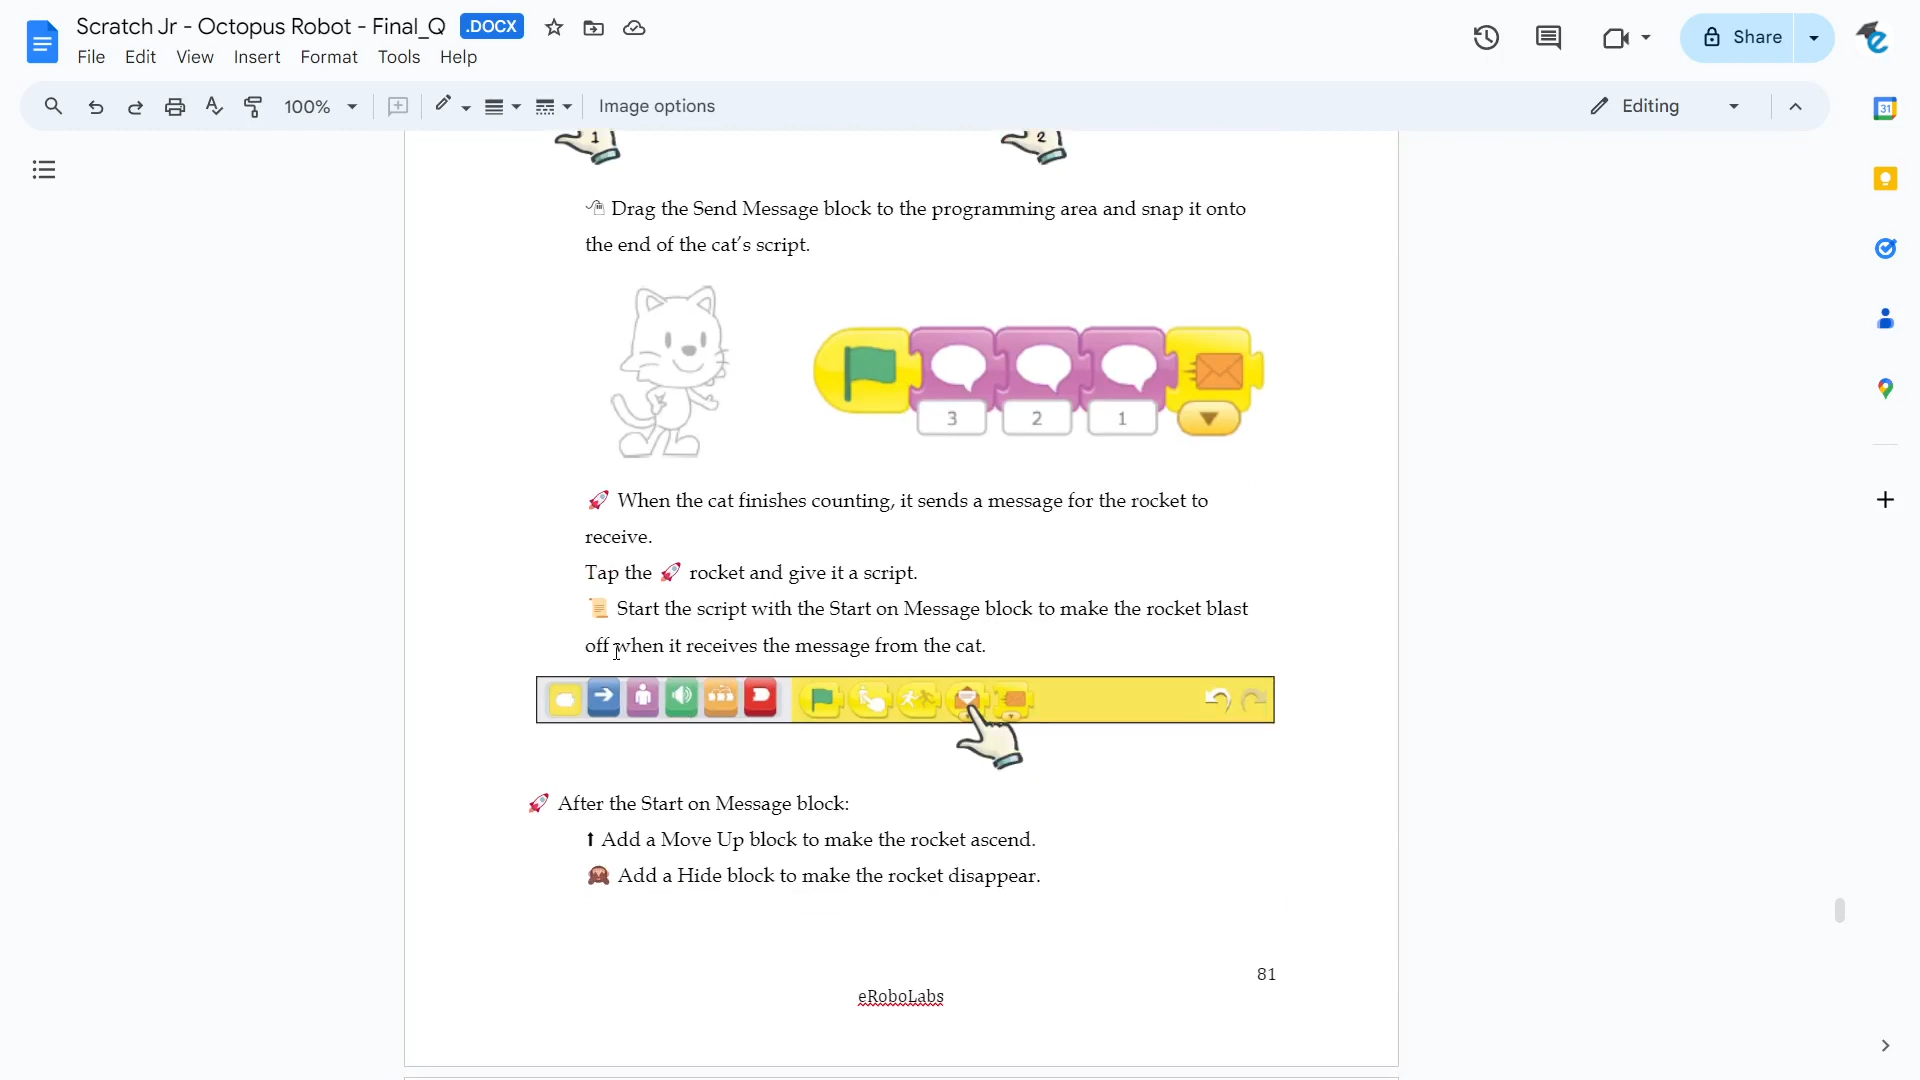 Scratch Jr - Octopus Robot - Final_Q .DOCX
File Edit View Insert Format Tools Help
Share
100%
Image options
Editing
31
1 2
Drag the Send Message block to the programming area and snap it onto
the end of the cat’s script.
3 2 1
🚀 When the cat finishes counting, it sends a message for the rocket to
receive.
Tap the 🚀 rocket and give it a script.
📜 Start the script with the Start on Message block to make the rocket blast
off when it receives the message from the cat.
🚀 After the Start on Message block:
⬆ Add a Move Up block to make the rocket ascend.
🙈 Add a Hide block to make the rocket disappear.
81
eRoboLabs